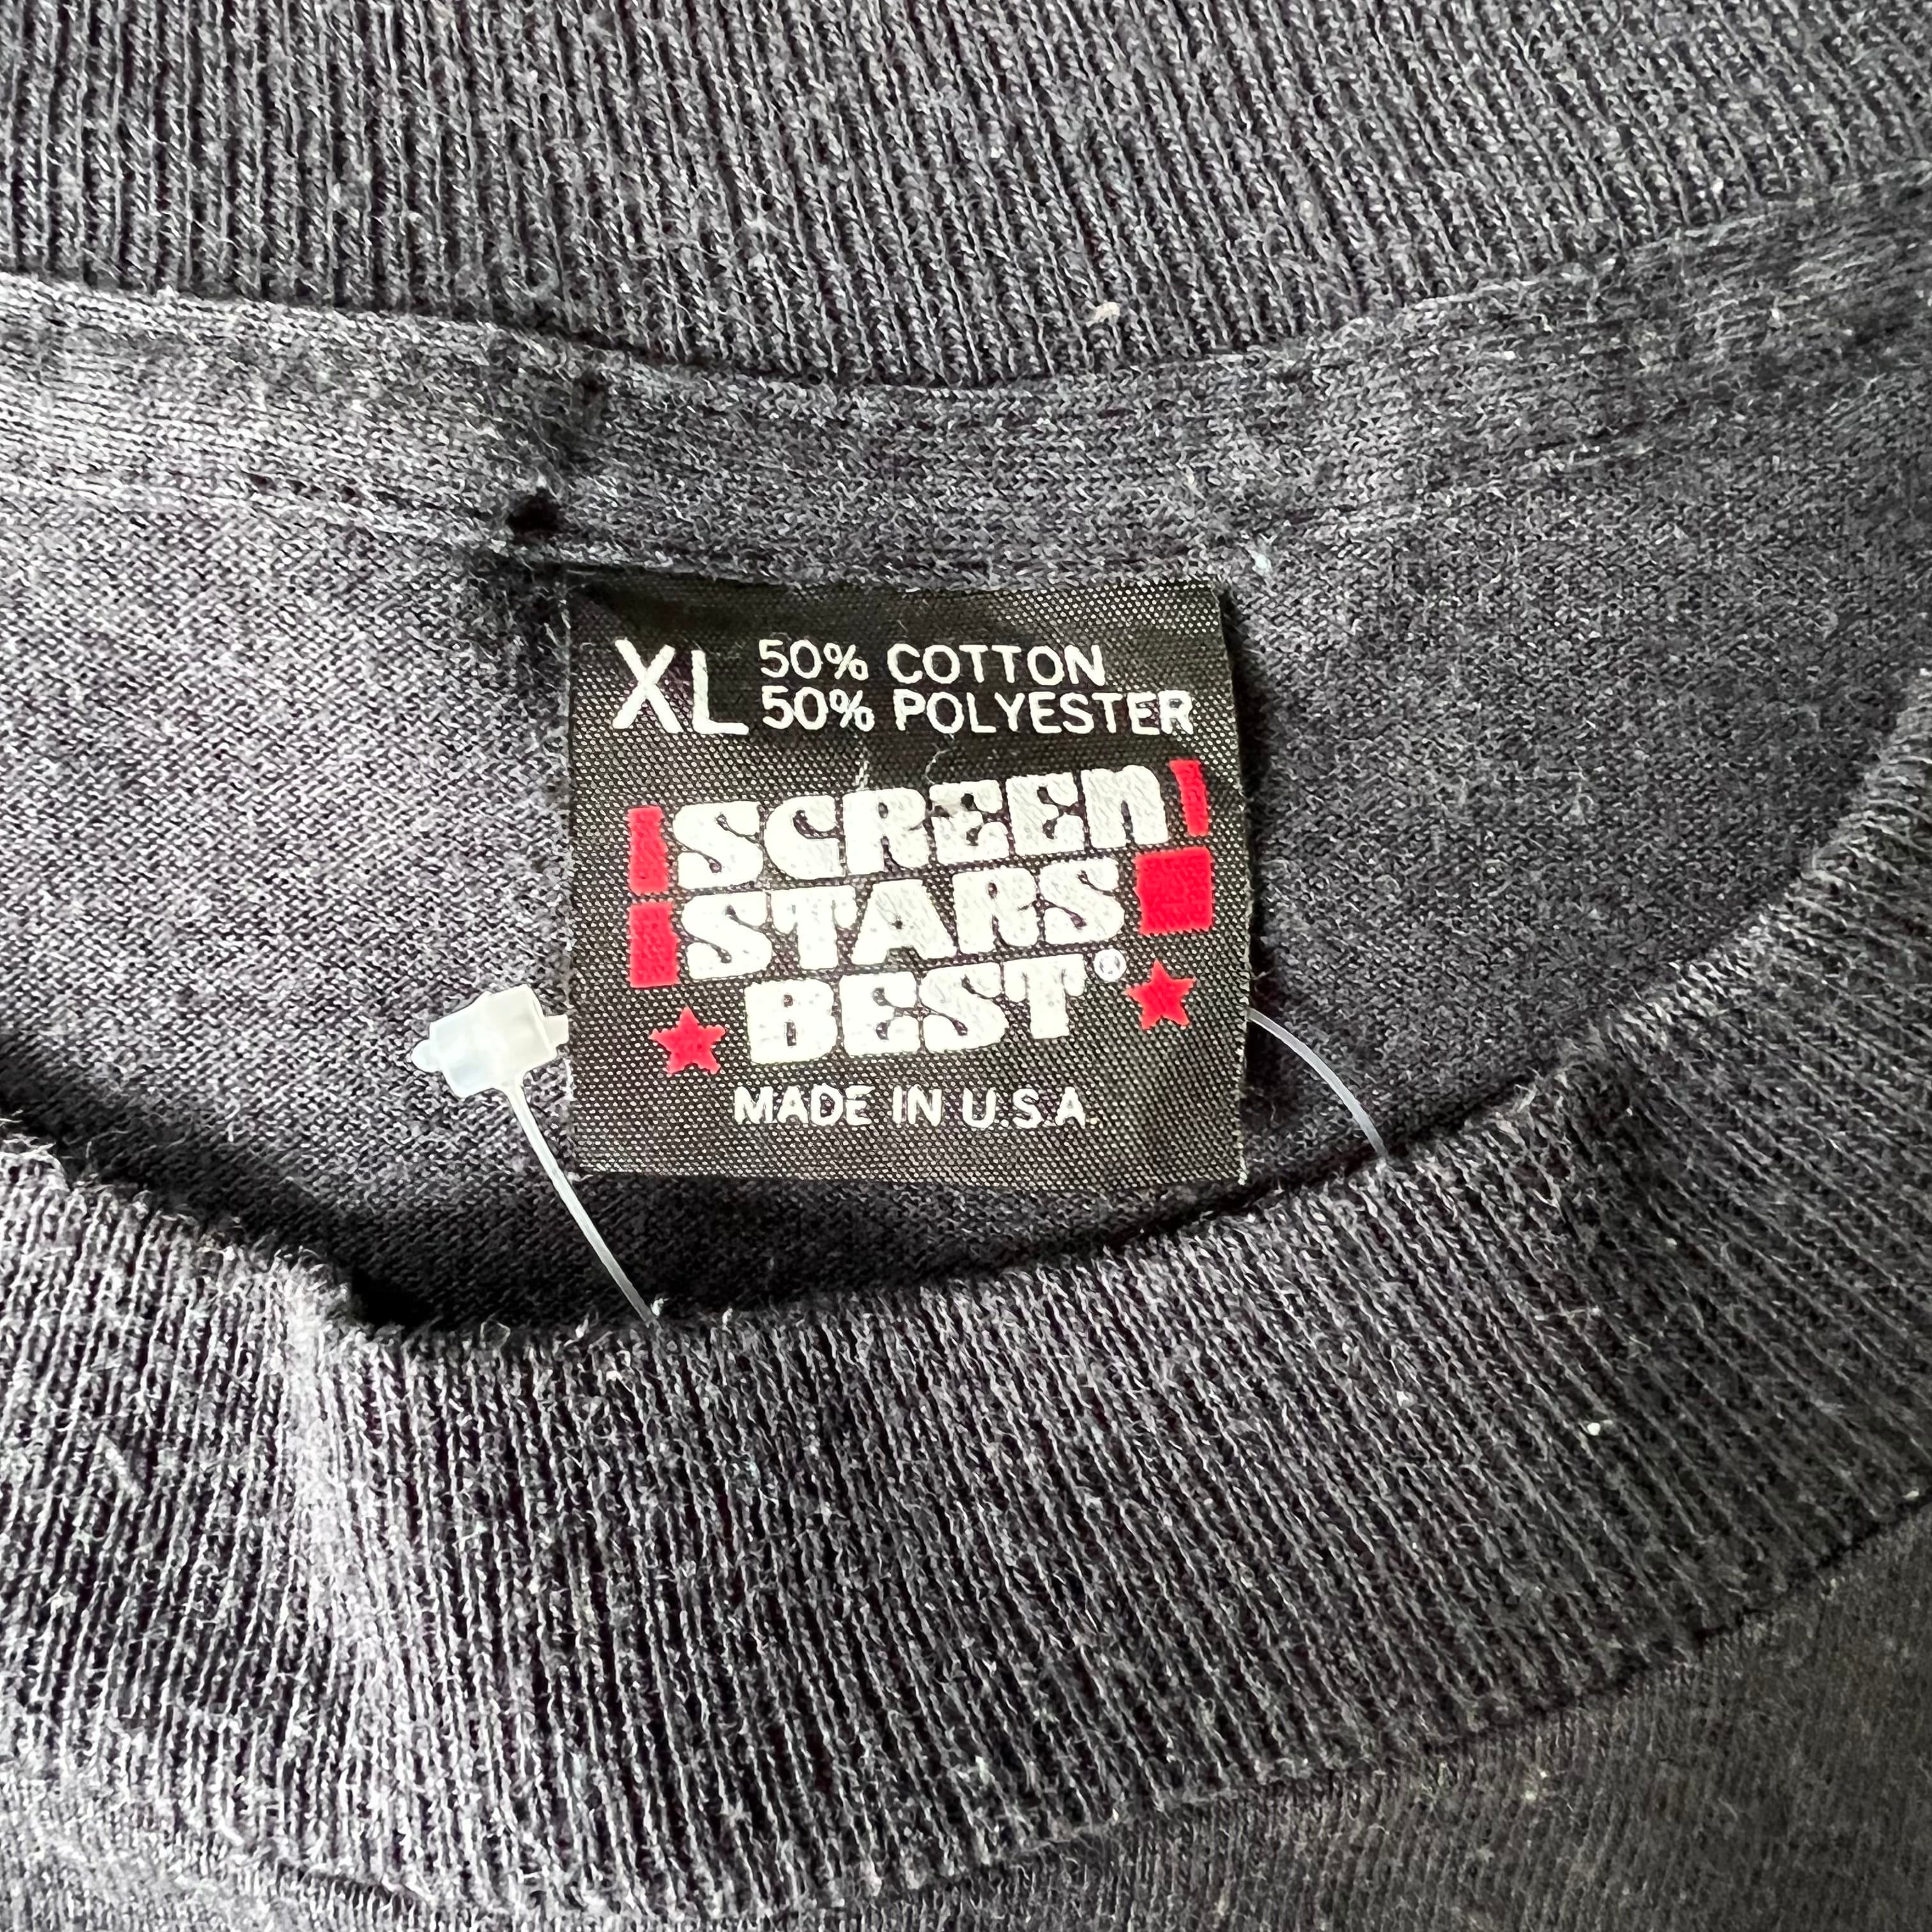 XL 50% COTTON
50% POLYESTER
SCREEN
STARS
BEST®
MADE IN U.S.A.